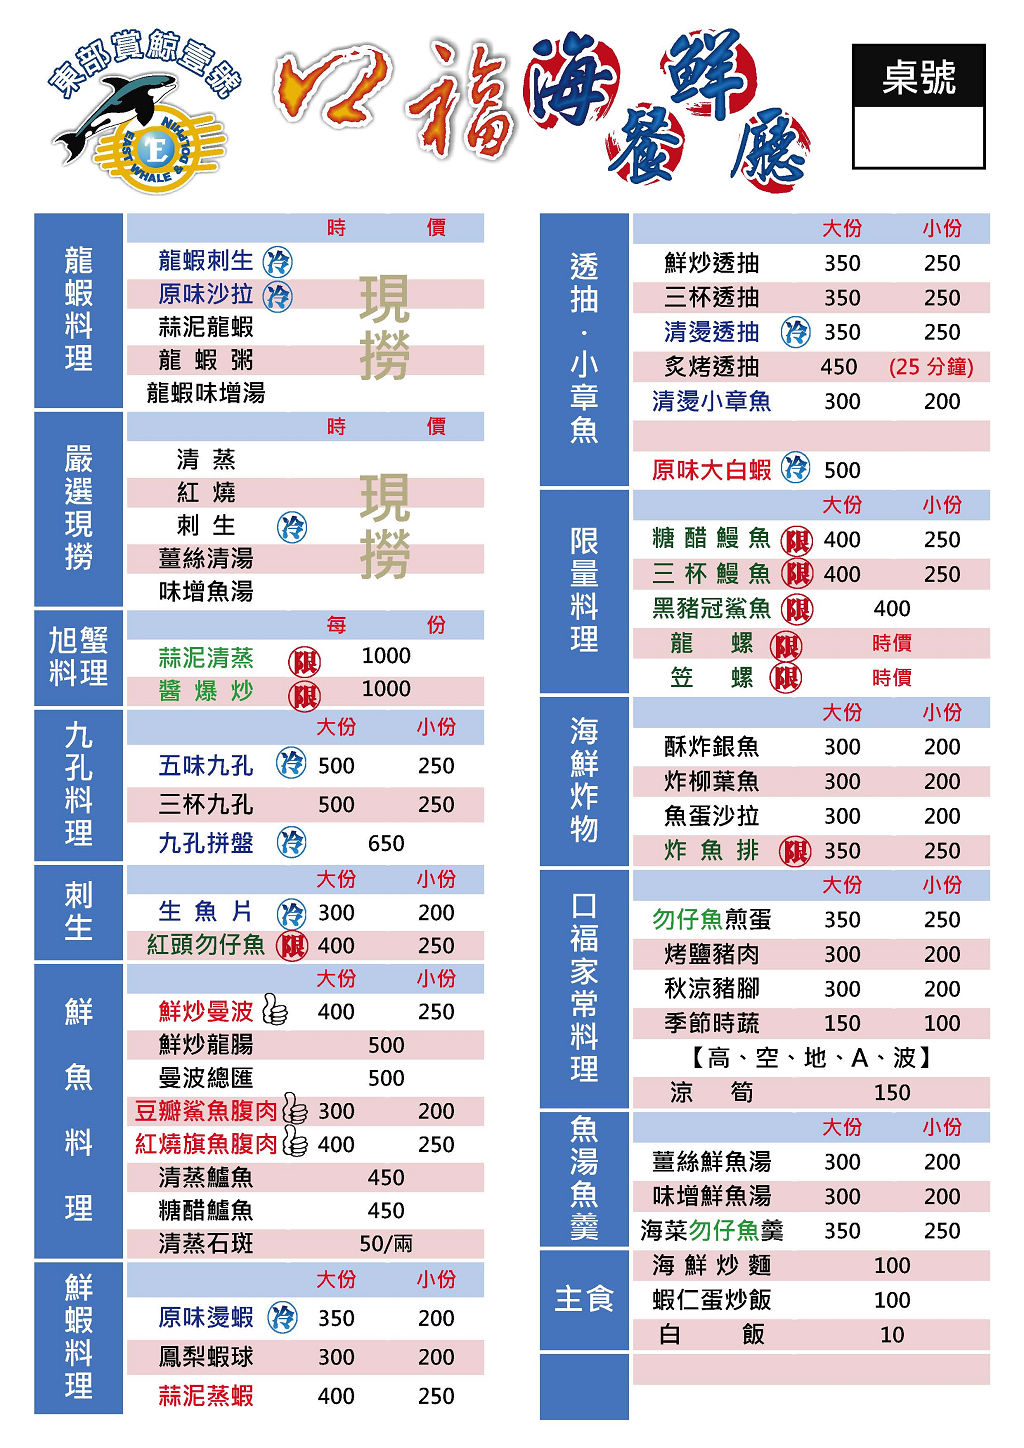 東部賞鯨壹號
EAST WHALE & DOLPHIN
E
口福海鮮餐廳
桌號
龍蝦料理
時 價
龍蝦刺生 冷
原味沙拉 冷
蒜泥龍蝦
龍蝦粥
龍蝦味增湯
現撈
嚴選現撈
時 價
清蒸
紅燒
刺生 冷
薑絲清湯
味增魚湯
現撈
旭蟹料理
每 份
蒜泥清蒸 限 1000
醬爆炒 限 1000
九孔料理
大份 小份
五味九孔 冷 500 250
三杯九孔 500 250
九孔拼盤 冷 650
刺生
大份 小份
生魚片 冷 300 200
紅頭勿仔魚 限 400 250
鮮魚料理
大份 小份
鮮炒曼波 400 250
鮮炒龍腸 500
曼波總匯 500
豆瓣鯊魚腹肉 300 200
紅燒旗魚腹肉 400 250
清蒸鱸魚 450
糖醋鱸魚 450
清蒸石斑 50/兩
鮮蝦料理
大份 小份
原味燙蝦 冷 350 200
鳳梨蝦球 300 200
蒜泥蒸蝦 400 250
透抽．小章魚
大份 小份
鮮炒透抽 350 250
三杯透抽 350 250
清燙透抽 冷 350 250
炙烤透抽 450 (25 分鐘)
清燙小章魚 300 200
原味大白蝦 冷 500
限量料理
大份 小份
糖醋鰻魚 限 400 250
三杯鰻魚 限 400 250
黑豬冠鯊魚 限 400
龍螺 限 時價
笠螺 限 時價
海鮮炸物
大份 小份
酥炸銀魚 300 200
炸柳葉魚 300 200
魚蛋沙拉 300 200
炸魚排 限 350 250
口福家常料理
大份 小份
勿仔魚煎蛋 350 250
烤鹽豬肉 300 200
秋涼豬腳 300 200
季節時蔬 150 100
【高、空、地、A、波】
涼筍 150
魚湯魚羹
大份 小份
薑絲鮮魚湯 300 200
味增鮮魚湯 300 200
海菜勿仔魚羹 350 250
主食
海鮮炒麵 100
蝦仁蛋炒飯 100
白飯 10